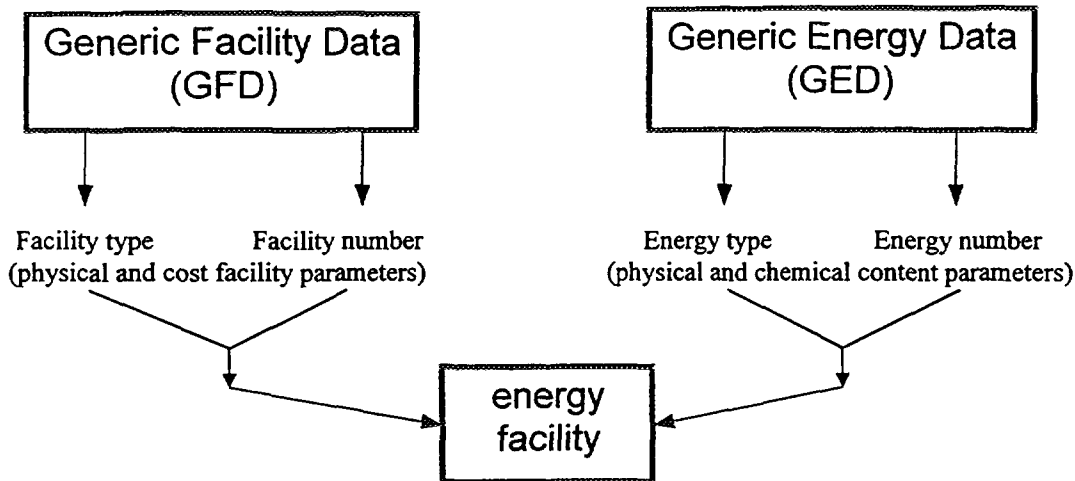 Generic Facility Data
(GFD)
Generic Energy Data
(GED)
Facility type
Facility number
(physical and cost facility parameters)
Energy type
Energy number
(physical and chemical content parameters)
energy
facility